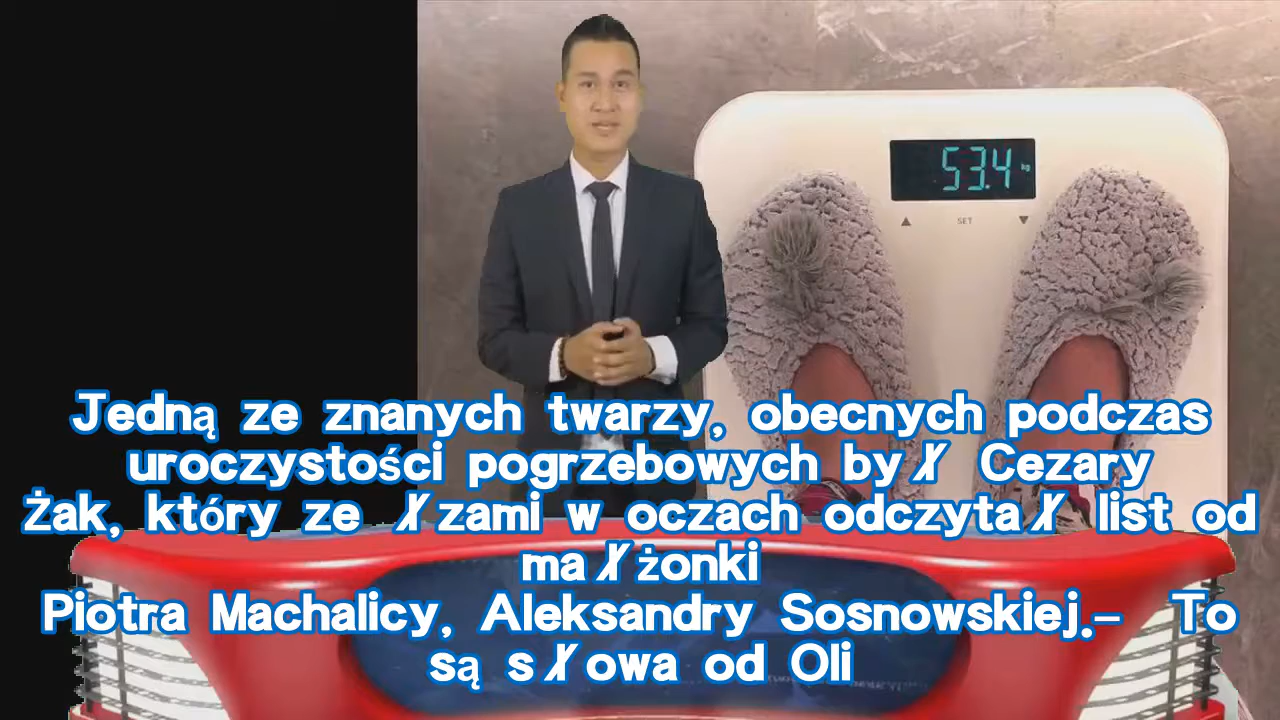 53.4 kg
SET
Jedną ze znanych twarzy, obecnych podczas
uroczystości pogrzebowych był Cezary
Żak, który ze łzami w oczach odczytał list od
małżonki
Piotra Machalicy, Aleksandry Sosnowskiej.– To
są słowa od Oli